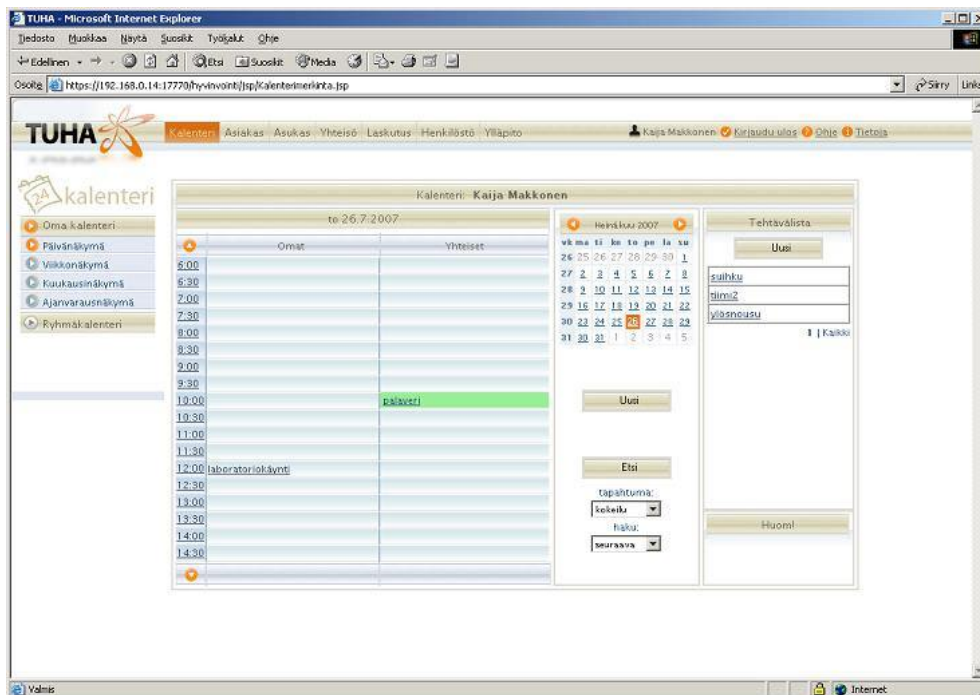 TUHA - Microsoft Internet Explorer
Tiedosto Muokkaa Näytä Suosikit Työkalut Ohje
Edellinen Etsi Suosikit Media
Osoite https://192.168.0.14:17770/hyvinvointi/jsp/Kalenterimerkinta.jsp Siirry Links
TUHA Kalenteri Asiakas Asukas Yhteisö Laskutus Henkilöstö Ylläpito Kaija Makkonen Kirjaudu ulos Ohje Tietoja
24 kalenteri
Oma kalenteri
Päivänäkymä
Viikkonäkymä
Kuukausinäkymä
Ajanvarausnäkymä
Ryhmäkalenteri
Kalenteri: Kaija Makkonen
to 26.7.2007
Omat Yhteiset
6:00
6:30
7:00
7:30
8:00
8:30
9:00
9:30
10:00 palaveri
10:30
11:00
11:30
12:00 laboratoriokäynti
12:30
13:00
13:30
14:00
14:30
Heinäkuu 2007
vk ma ti ke to pe la su
26 25 26 27 28 29 30 1
27 2 3 4 5 6 7 8
28 9 10 11 12 13 14 15
29 16 17 18 19 20 21 22
30 23 24 25 26 27 28 29
31 30 31 1 2 3 4 5
Uusi
Etsi
tapahtuma:
kokeilu
haku:
seuraava
Tehtävälista
Uusi
suihku
tiimi2
ylösnousu
1 | Kaikki
Huom!
Valmis Internet